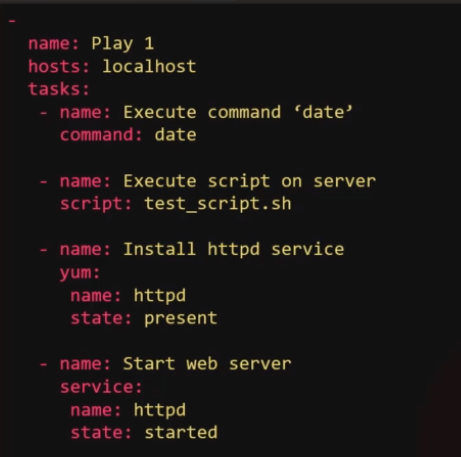 -
name: Play 1
hosts: localhost
tasks:
- name: Execute command ‘date’
command: date
- name: Execute script on server
script: test_script.sh
- name: Install httpd service
yum:
name: httpd
state: present
- name: Start web server
service:
name: httpd
state: started